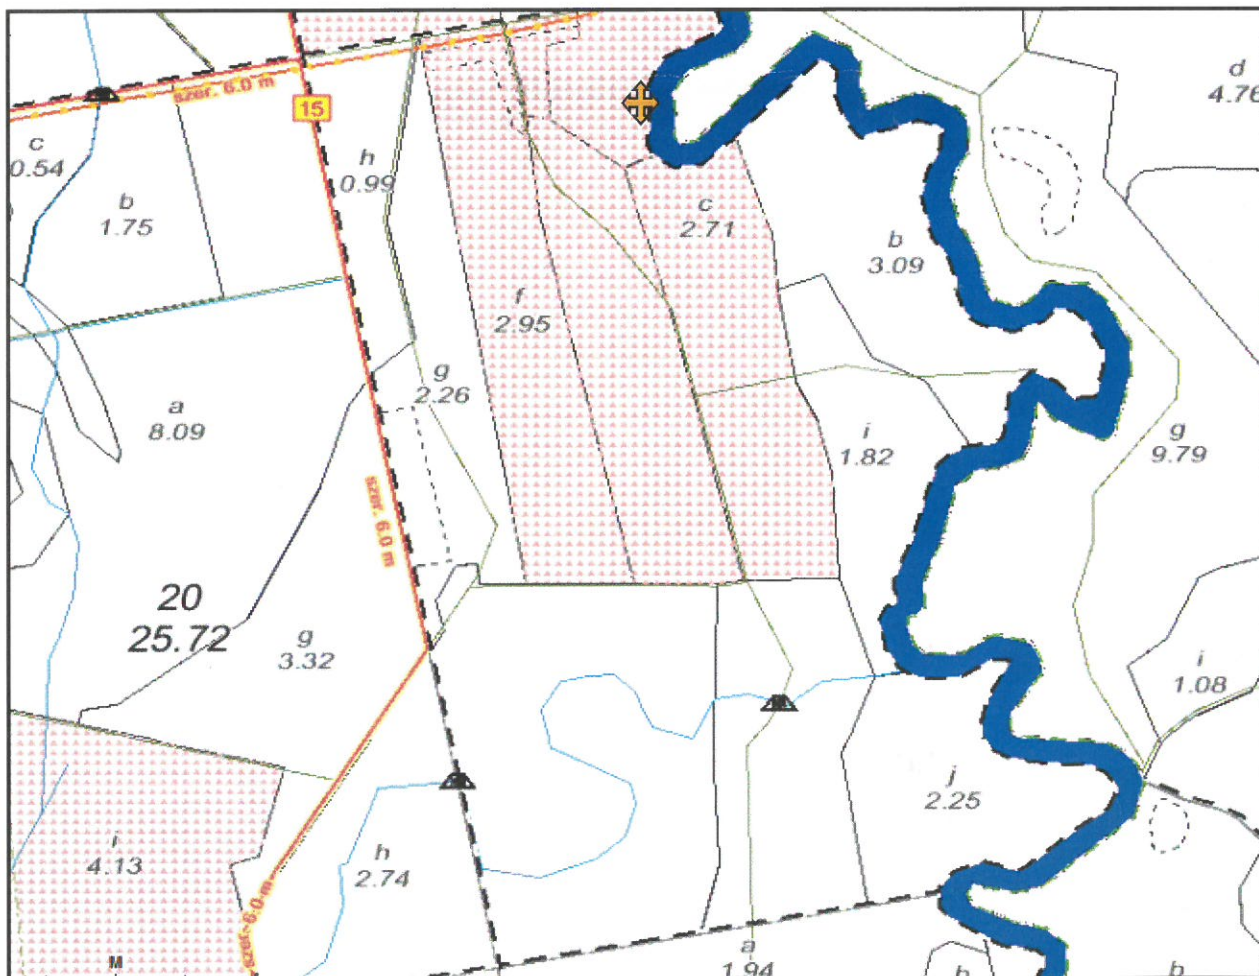 d
4.76
szer. 6.0 m
15
c
0.54
h
0.99
b
1.75
c
2.71
b
3.09
f
2.95
g
2.26
a
8.09
i
1.82
g
9.79
szer. 6.0 m
20
25.72
g
3.32
i
1.08
j
2.25
i
4.13
h
2.74
szer. 6.0 m
M
a
1.94
b
b